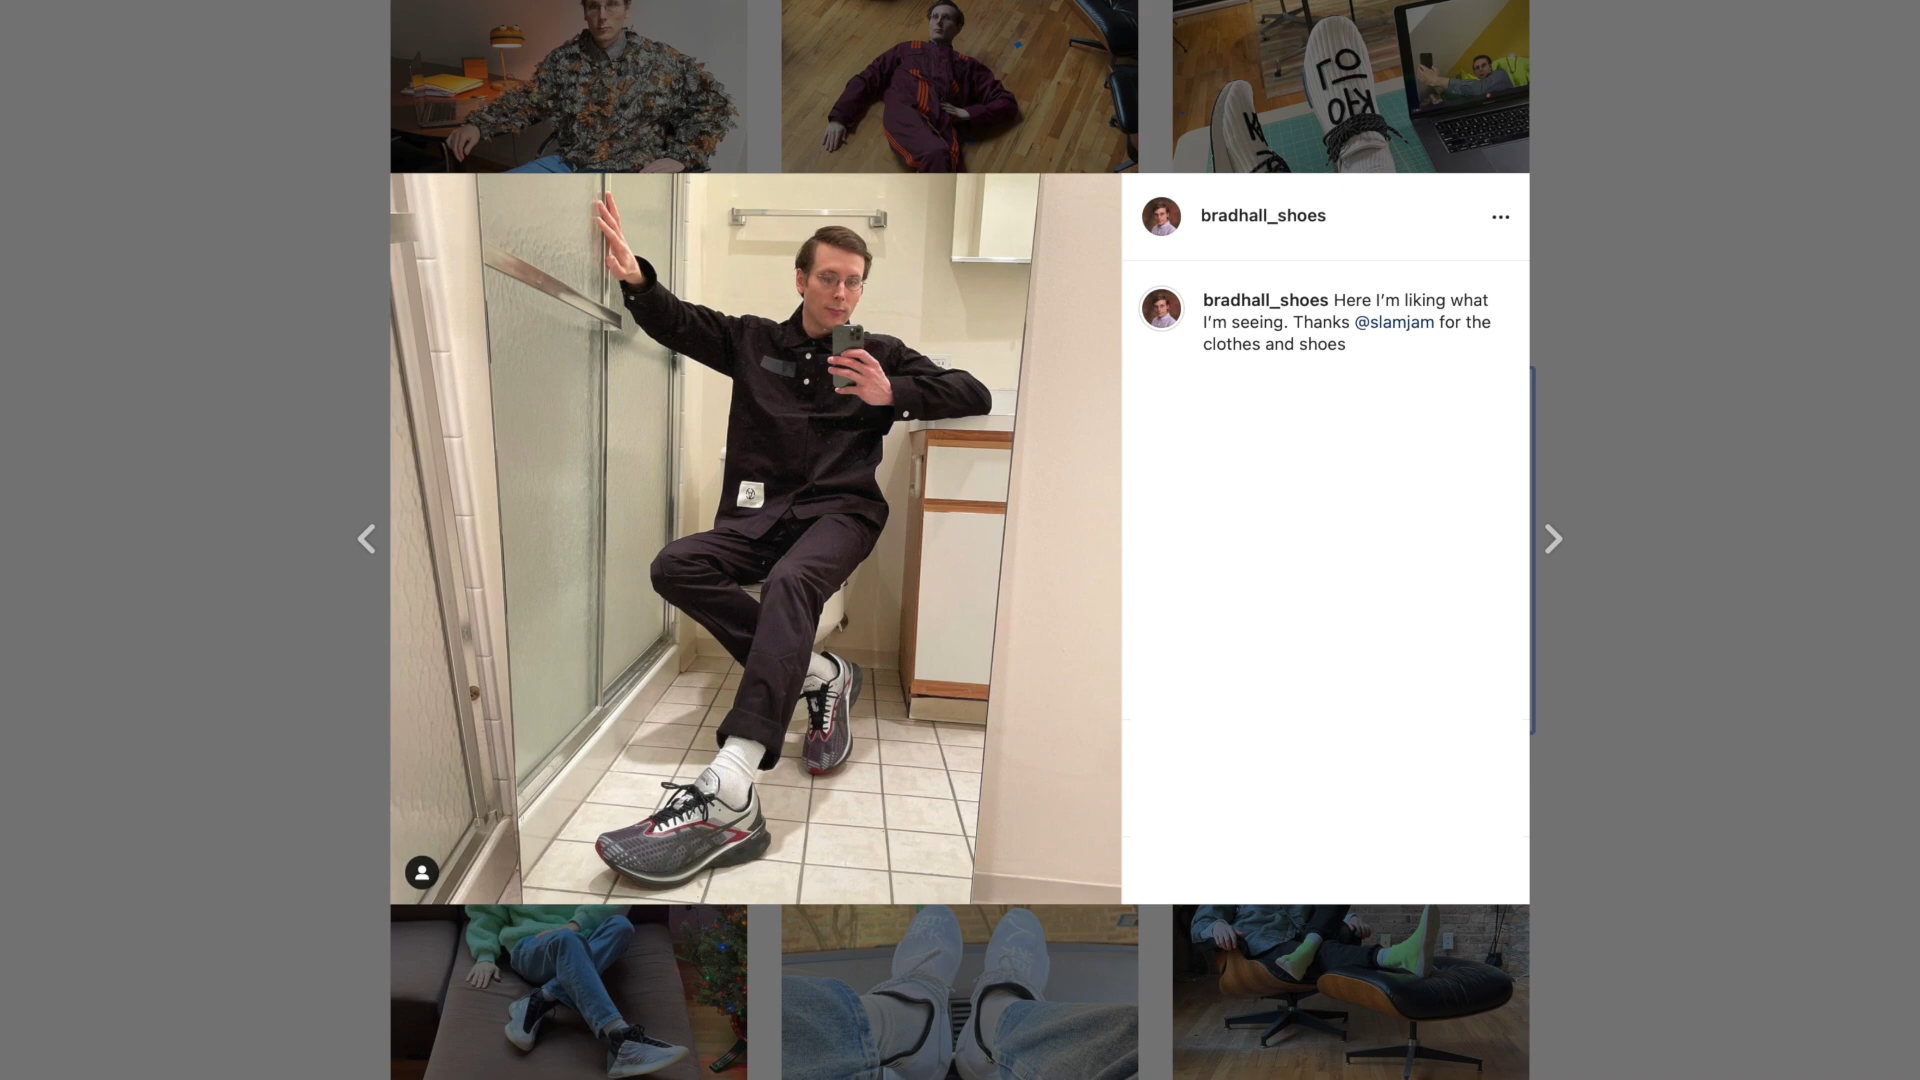 bradhall_shoes
bradhall_shoes Here I’m liking what
I’m seeing. Thanks @slamjam for the
clothes and shoes